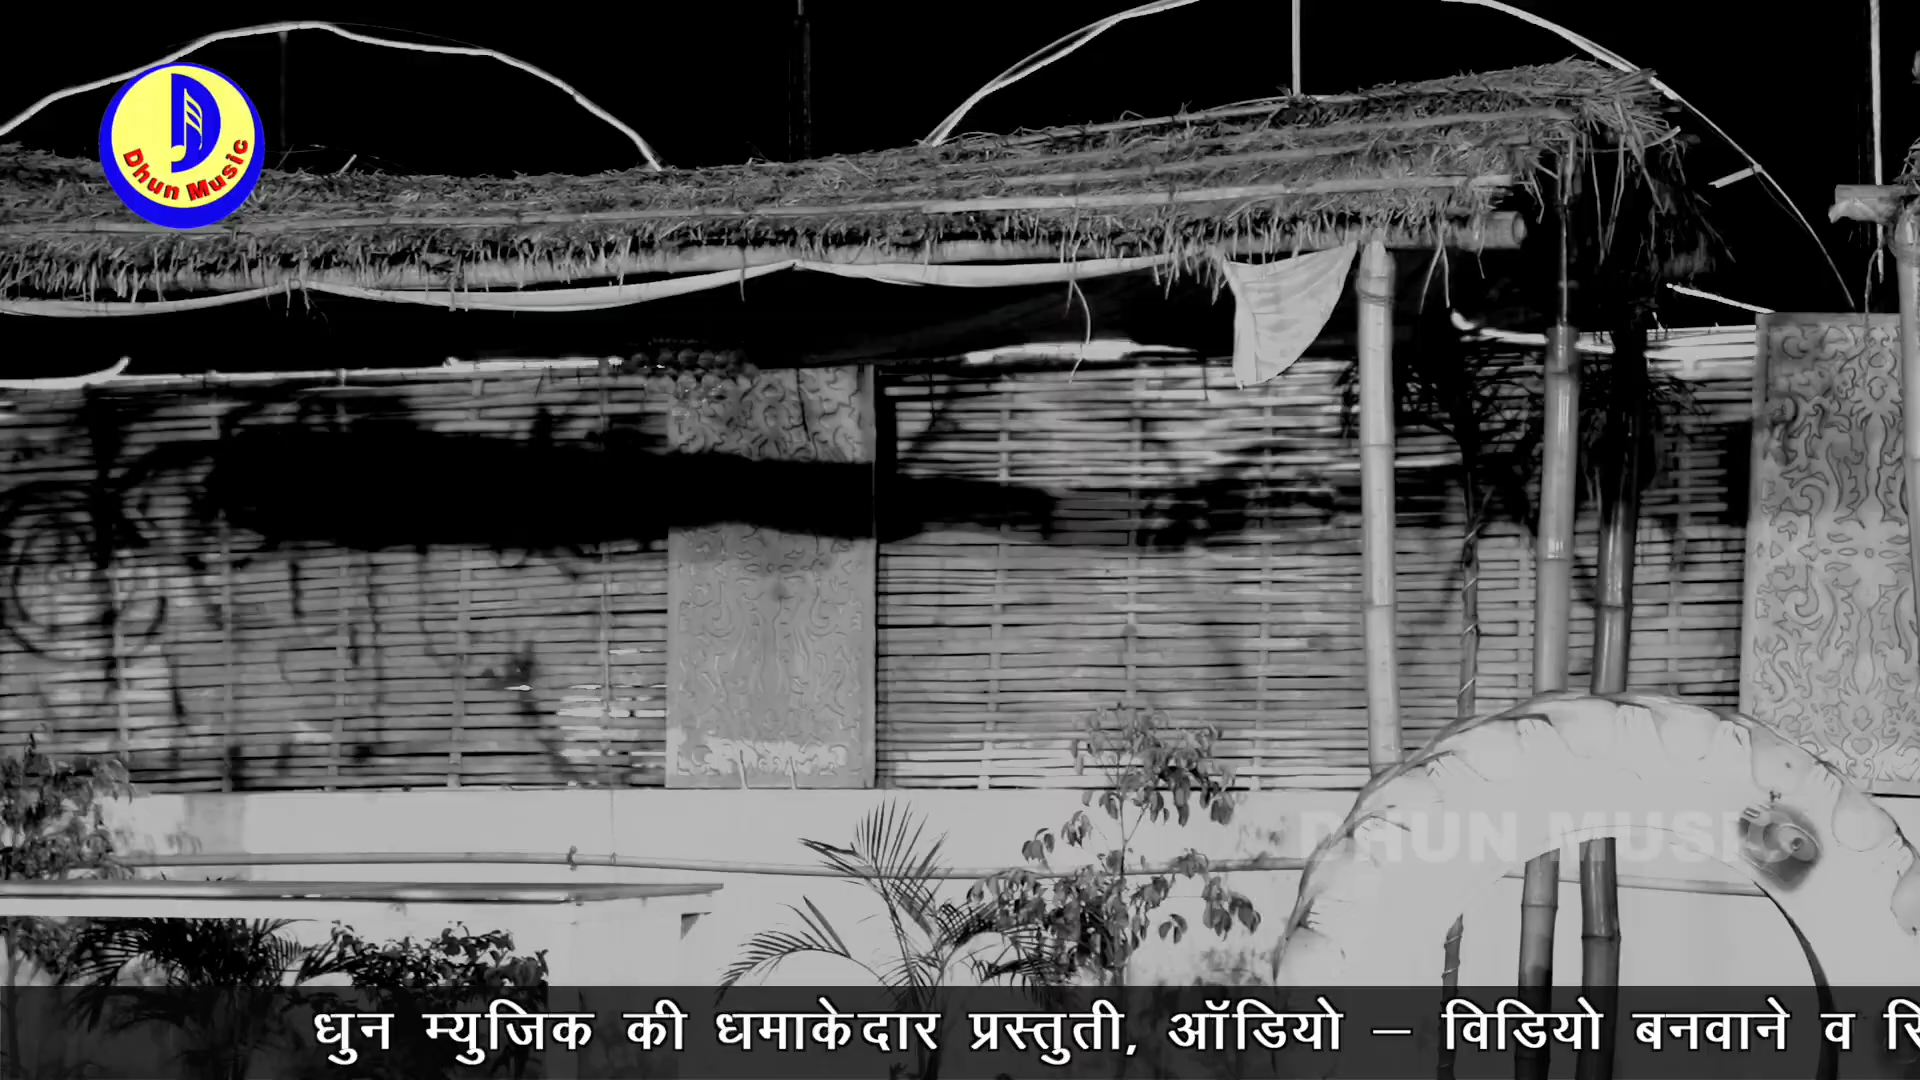 Dhun Music
DHUN MUSIC
धुन म्युजिक की धमाकेदार प्रस्तुती, ऑडियो – विडियो बनवाने व